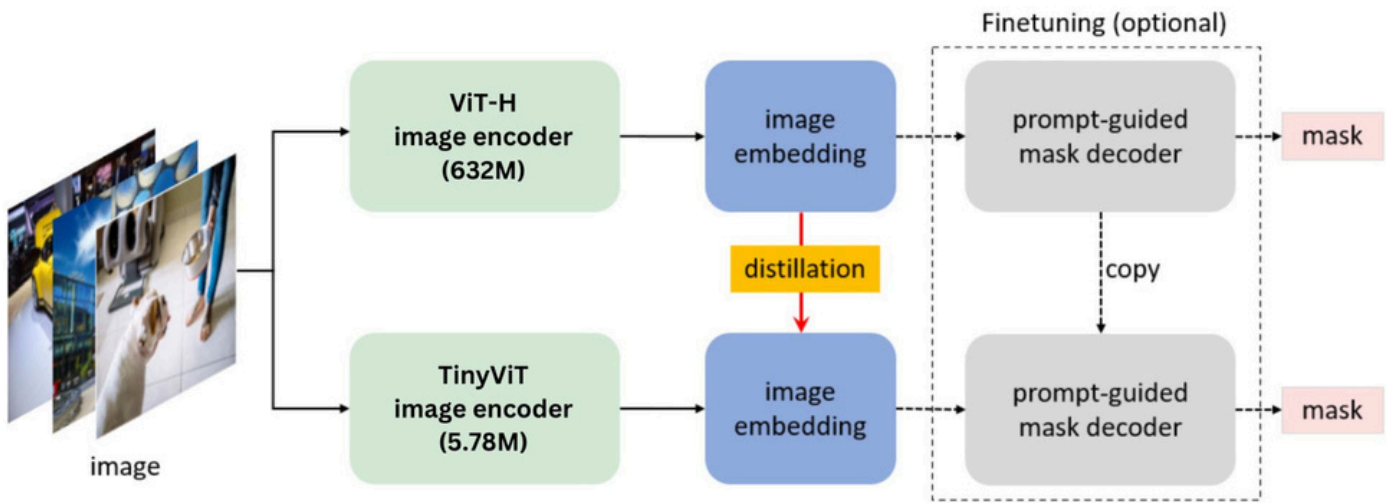 Finetuning (optional)
ViT-H
image encoder
(632M)
image
embedding
prompt-guided
mask decoder
mask
distillation
copy
TinyViT
image encoder
(5.78M)
image
embedding
prompt-guided
mask decoder
mask
image